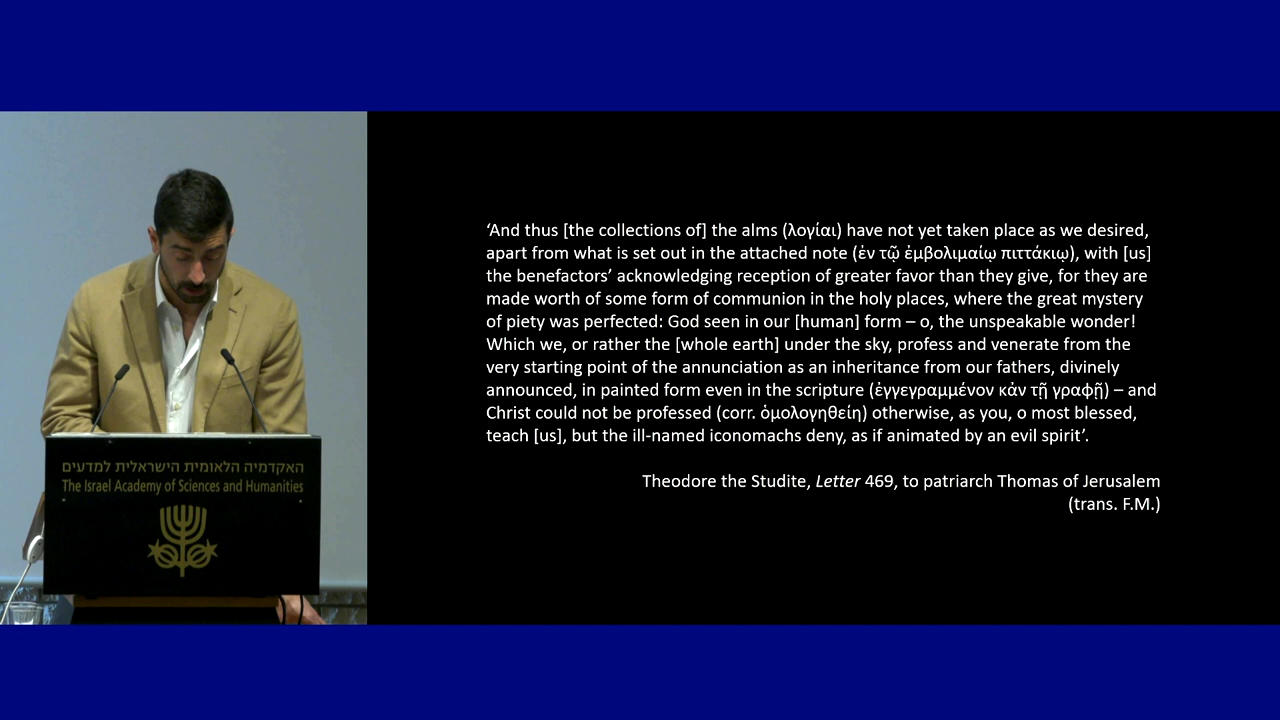 ‘And thus [the collections of] the alms (λογίαι) have not yet taken place as we desired,
apart from what is set out in the attached note (ἐν τῷ ἐμβολιμαίῳ πιττάκιῳ), with [us]
the benefactors’ acknowledging reception of greater favor than they give, for they are
made worth of some form of communion in the holy places, where the great mystery
of piety was perfected: God seen in our [human] form – o, the unspeakable wonder!
Which we, or rather the [whole earth] under the sky, profess and venerate from the
very starting point of the annunciation as an inheritance from our fathers, divinely
announced, in painted form even in the scripture (ἐγγεγραμμένον κἀν τῇ γραφῇ) – and
Christ could not be professed (corr. ὁμολογηθείη) otherwise, as you, o most blessed,
teach [us], but the ill-named iconomachs deny, as if animated by an evil spirit’.
Theodore the Studite, Letter 469, to patriarch Thomas of Jerusalem
(trans. F.M.)
האקדמיה הלאומית הישראלית למדעים
The Israel Academy of Sciences and Humanities